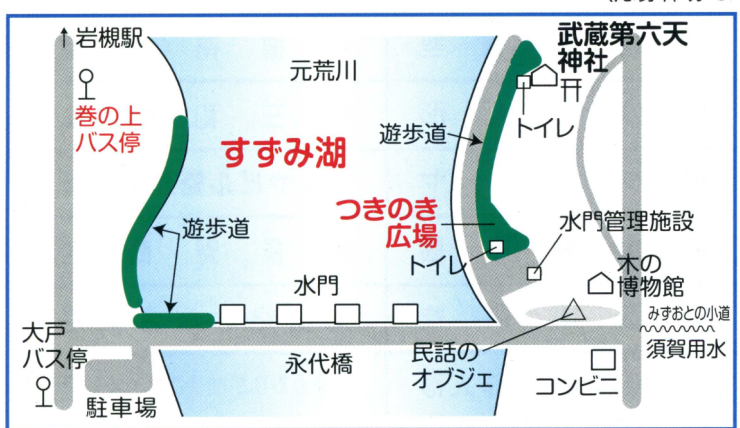 ↑岩槻駅
巻の上
バス停
元荒川
すずみ湖
遊歩道
武蔵第六天
神社
トイレ
つきのき
広場
トイレ
水門管理施設
遊歩道
水門
木の
博物館
みずおとの小道
須賀用水
大戸
バス停
駐車場
永代橋
民話の
オブジェ
コンビニ